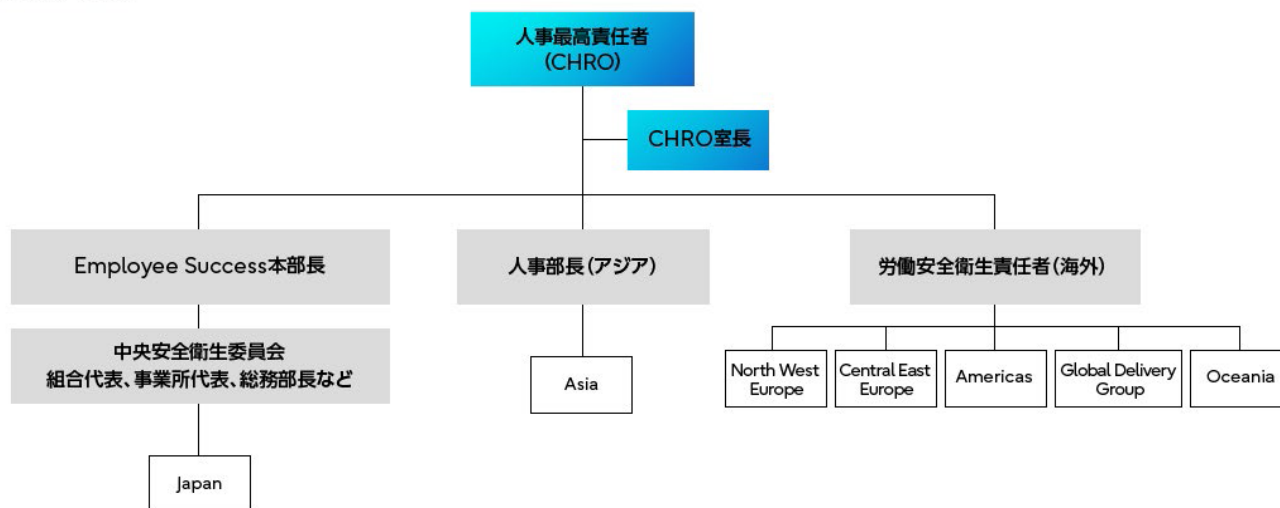 人事最高責任者
(CHRO)
CHRO室長
Employee Success本部長
人事部長(アジア)
労働安全衛生責任者(海外)
中央安全衛生委員会
組合代表、事業所代表、総務部長など
Japan
Asia
North West
Europe
Central East
Europe
Americas
Global Delivery
Group
Oceania